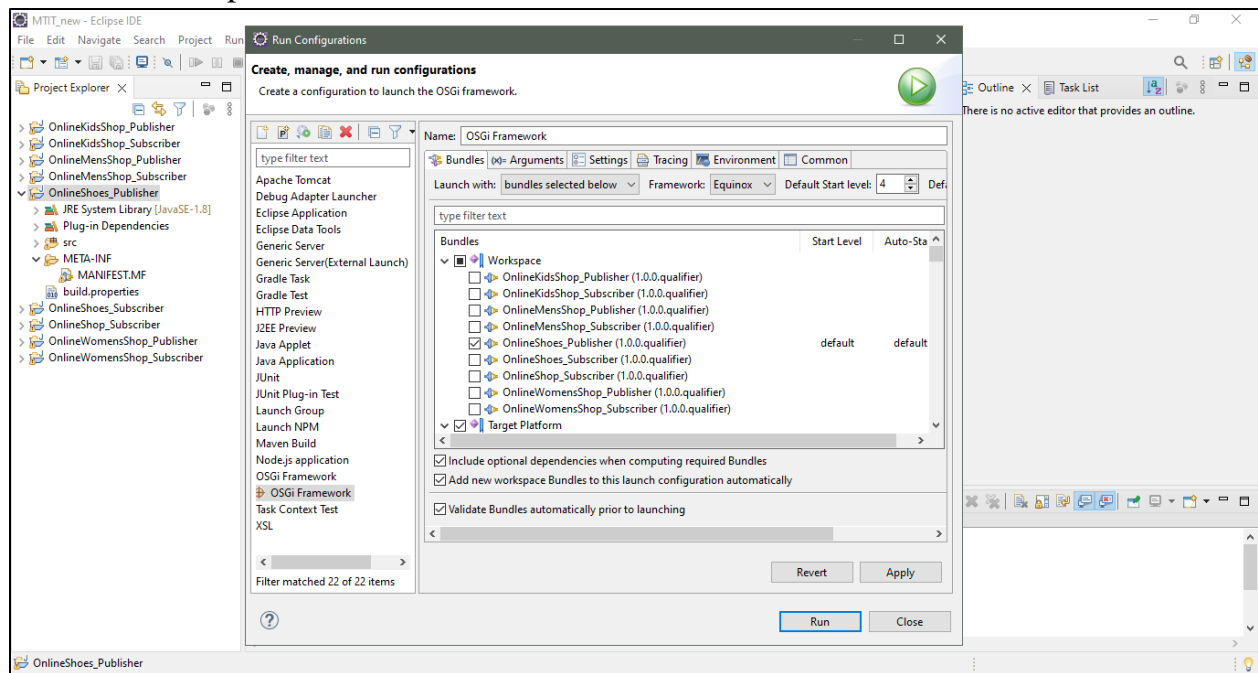 MTIT_new - Eclipse IDE
File Edit Navigate Search Project Run
Project Explorer
OnlineKidsShop_Publisher
OnlineKidsShop_Subscriber
OnlineMensShop_Publisher
OnlineMensShop_Subscriber
OnlineShoes_Publisher
JRE System Library [JavaSE-1.8]
Plug-in Dependencies
src
META-INF
MANIFEST.MF
build.properties
OnlineShoes_Subscriber
OnlineShop_Subscriber
OnlineWomensShop_Publisher
OnlineWomensShop_Subscriber
Run Configurations
Create, manage, and run configurations
Create a configuration to launch the OSGi framework.
type filter text
Apache Tomcat
Debug Adapter Launcher
Eclipse Application
Eclipse Data Tools
Generic Server
Generic Server(External Launch)
Gradle Task
Gradle Test
HTTP Preview
J2EE Preview
Java Applet
Java Application
JUnit
JUnit Plug-in Test
Launch Group
Launch NPM
Maven Build
Node.js application
OSGi Framework
OSGi Framework
Task Context Test
XSL
Filter matched 22 of 22 items
Name: OSGi Framework
Bundles (x)= Arguments Settings Tracing Environment Common
Launch with: bundles selected below Framework: Equinox Default Start level: 4 Defa
type filter text
Bundles Start Level Auto-Sta
Workspace
OnlineKidsShop_Publisher (1.0.0.qualifier)
OnlineKidsShop_Subscriber (1.0.0.qualifier)
OnlineMensShop_Publisher (1.0.0.qualifier)
OnlineMensShop_Subscriber (1.0.0.qualifier)
OnlineShoes_Publisher (1.0.0.qualifier) default default
OnlineShoes_Subscriber (1.0.0.qualifier)
OnlineShop_Subscriber (1.0.0.qualifier)
OnlineWomensShop_Publisher (1.0.0.qualifier)
OnlineWomensShop_Subscriber (1.0.0.qualifier)
Target Platform
Include optional dependencies when computing required Bundles
Add new workspace Bundles to this launch configuration automatically
Validate Bundles automatically prior to launching
Revert Apply
Run Close
Outline Task List
There is no active editor that provides an outline.
OnlineShoes_Publisher